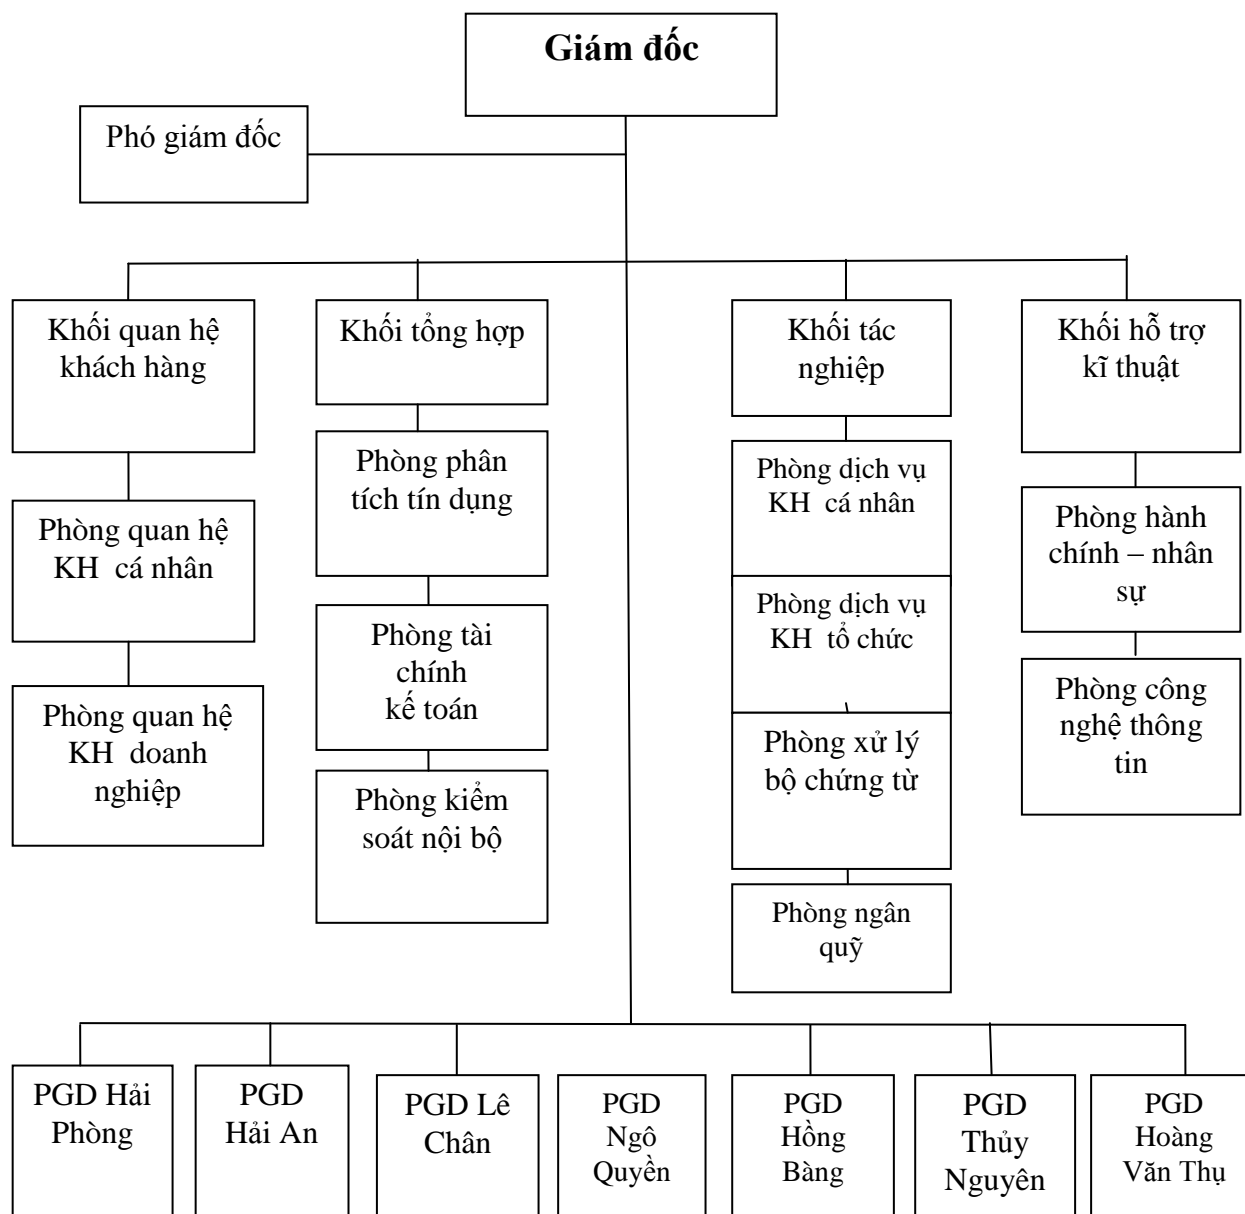 Giám đốc
Phó giám đốc
Khối quan hệ
khách hàng
Phòng quan hệ
KH cá nhân
Phòng quan hệ
KH doanh
nghiệp
Khối tổng hợp
Phòng phân
tích tín dụng
Phòng tài
chính
kế toán
Phòng kiểm
soát nội bộ
Khối tác
nghiệp
Phòng dịch vụ
KH cá nhân
Phòng dịch vụ
KH tổ chức
Phòng xử lý
bộ chứng từ
Phòng ngân
quỹ
Khối hỗ trợ
kĩ thuật
Phòng hành
chính – nhân
sự
Phòng công
nghệ thông
tin
PGD Hải
Phòng
PGD
Hải An
PGD Lê
Chân
PGD
Ngô
Quyền
PGD
Hồng
Bàng
PGD
Thủy
Nguyên
PGD
Hoàng
Văn Thụ